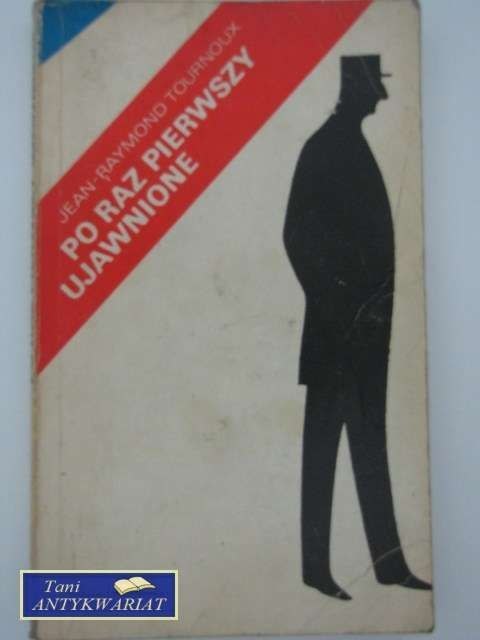 JEAN-RAYMOND TOURNOUX
PO RAZ PIERWSZY
UJAWNIONE
Tani
ANTYKWARIAT